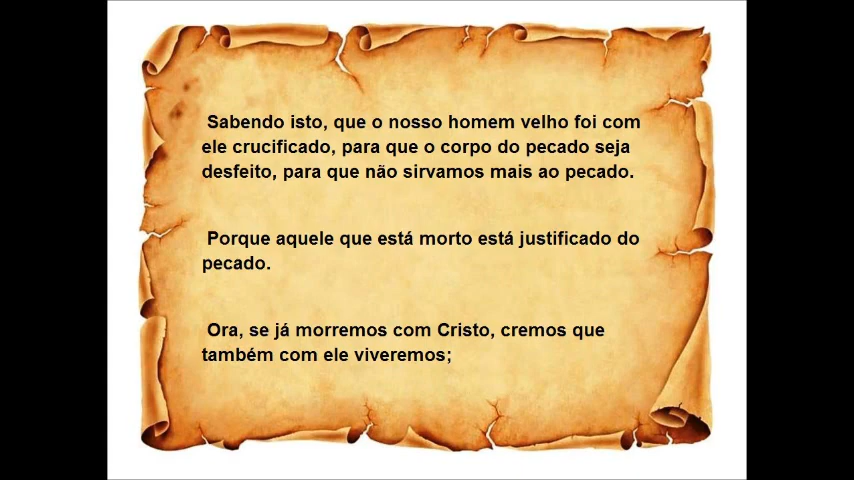 Sabendo isto, que o nosso homem velho foi com
ele crucificado, para que o corpo do pecado seja
desfeito, para que não sirvamos mais ao pecado.
Porque aquele que está morto está justificado do
pecado.
Ora, se já morremos com Cristo, cremos que
também com ele viveremos;